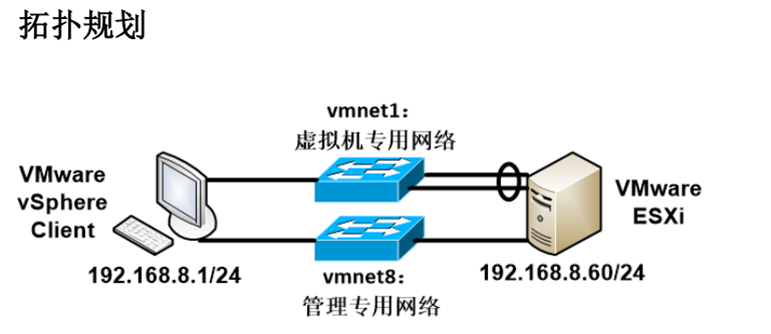 拓扑规划
vmnet1：
虚拟机专用网络
VMware
vSphere
Client
VMware
ESXi
192.168.8.1/24
vmnet8：
192.168.8.60/24
管理专用网络